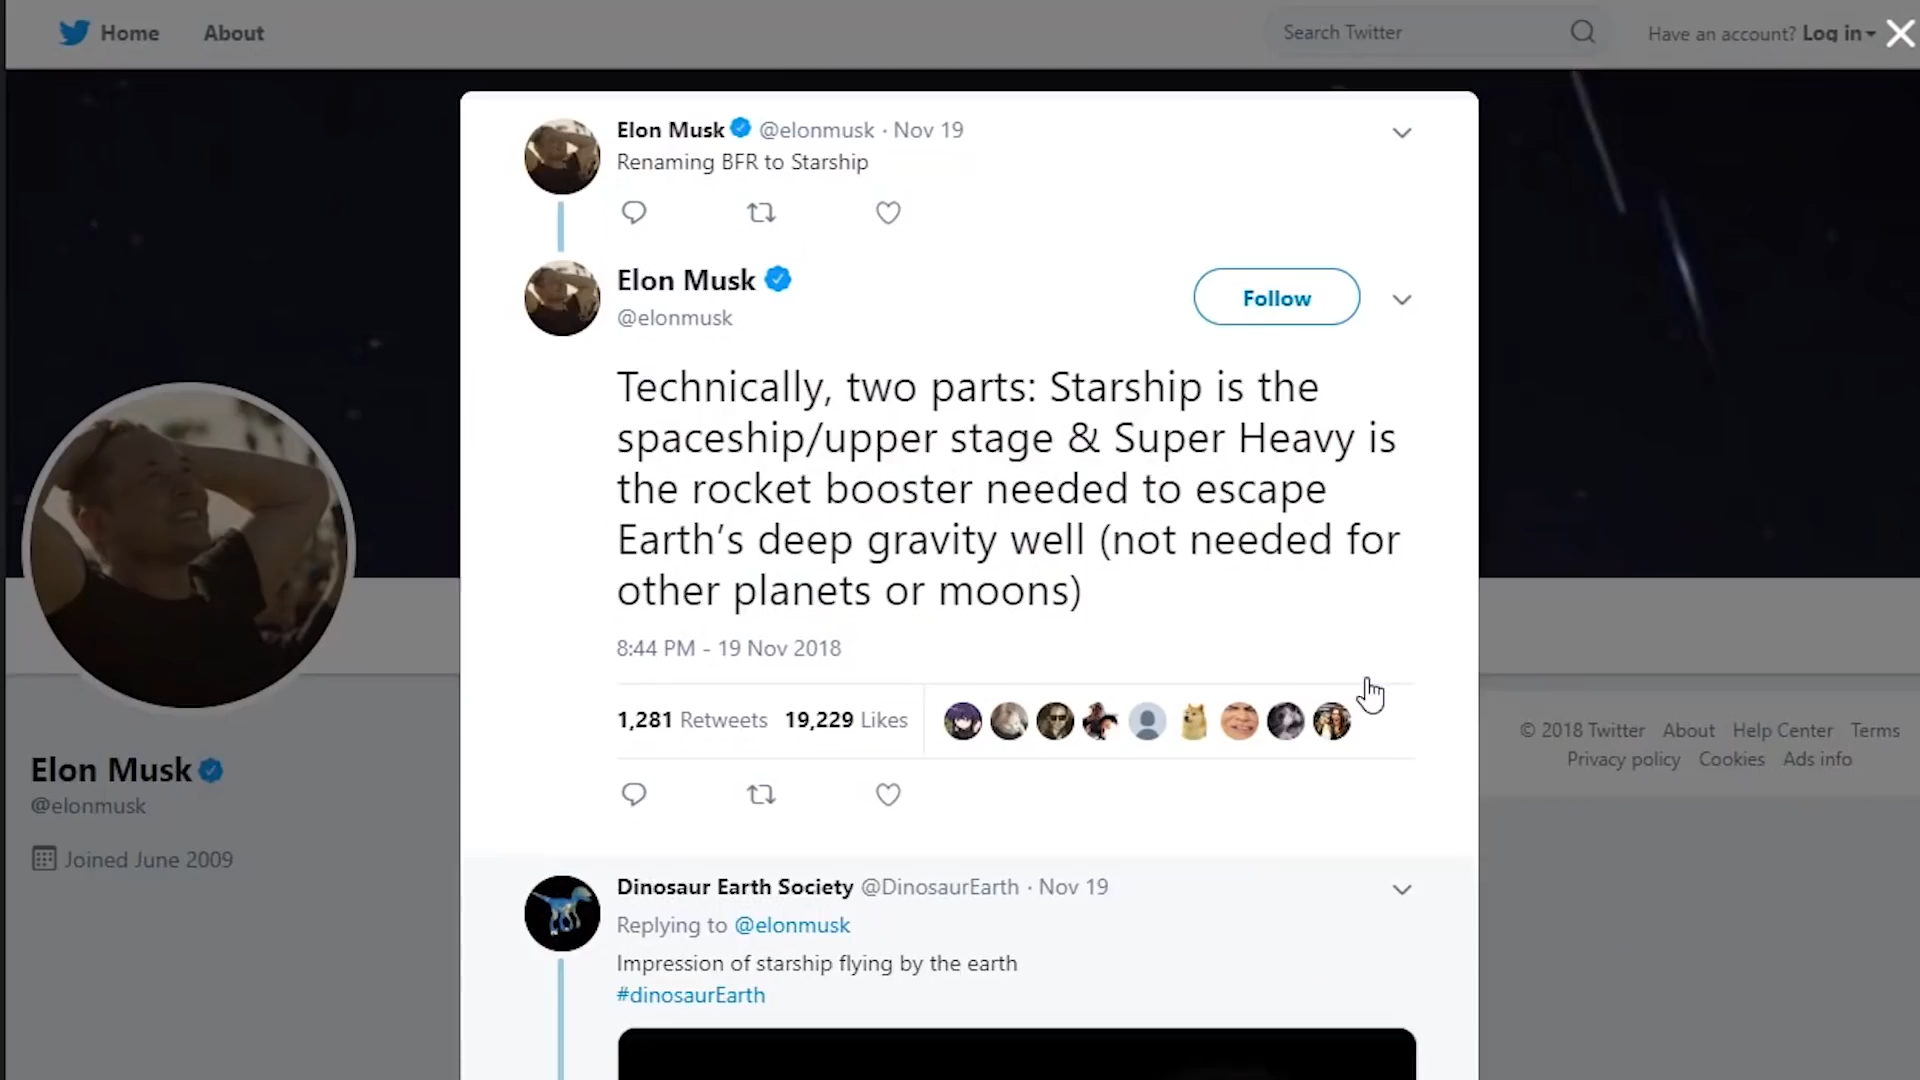 Home About Search Twitter Have an account? Log in
Elon Musk @elonmusk · Nov 19
Renaming BFR to Starship
Elon Musk
@elonmusk
Follow
Technically, two parts: Starship is the
spaceship/upper stage & Super Heavy is
the rocket booster needed to escape
Earth’s deep gravity well (not needed for
other planets or moons)
8:44 PM - 19 Nov 2018
1,281 Retweets 19,229 Likes
Elon Musk
@elonmusk
Joined June 2009
© 2018 Twitter About Help Center Terms
Privacy policy Cookies Ads info
Dinosaur Earth Society @DinosaurEarth · Nov 19
Replying to @elonmusk
Impression of starship flying by the earth
#dinosaurEarth